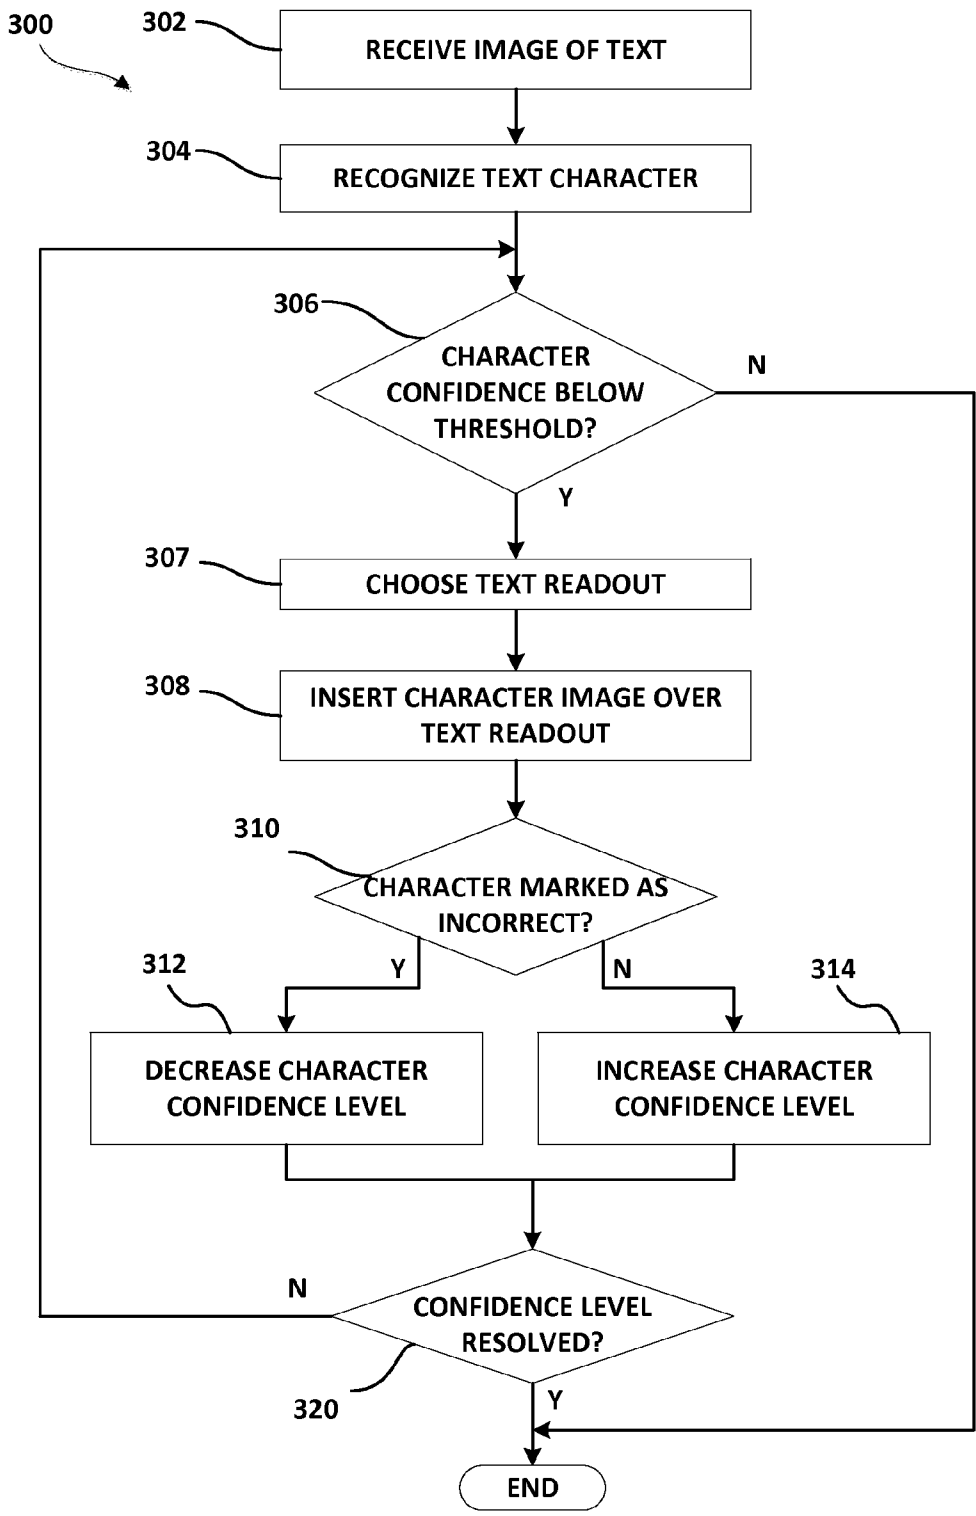 300
302
RECEIVE IMAGE OF TEXT
304
RECOGNIZE TEXT CHARACTER
306
CHARACTER
CONFIDENCE BELOW
THRESHOLD?
N
Y
307
CHOOSE TEXT READOUT
308
INSERT CHARACTER IMAGE OVER
TEXT READOUT
310
CHARACTER MARKED AS
INCORRECT?
Y
N
312
314
DECREASE CHARACTER
CONFIDENCE LEVEL
INCREASE CHARACTER
CONFIDENCE LEVEL
N
CONFIDENCE LEVEL
RESOLVED?
320
Y
END